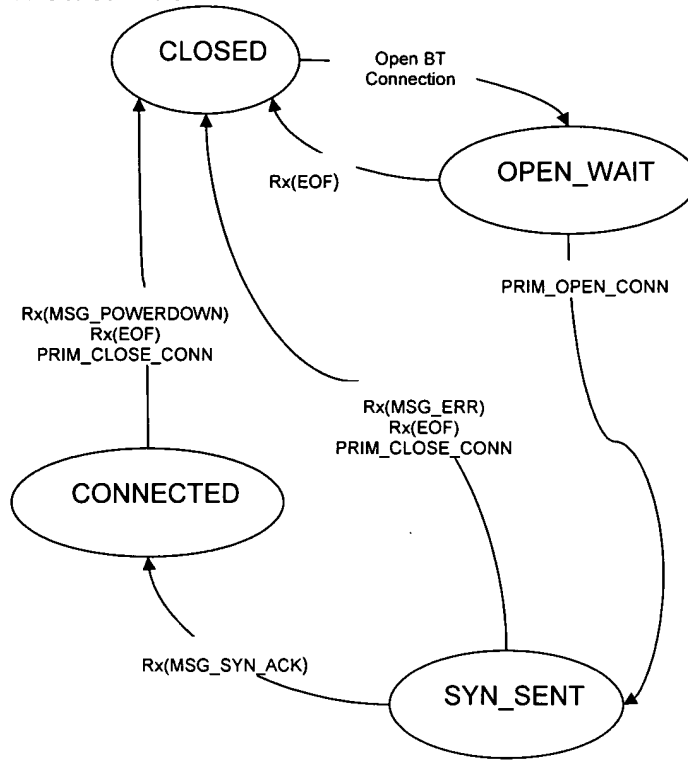 CLOSED
Open BT
Connection
OPEN_WAIT
Rx(EOF)
PRIM_OPEN_CONN
Rx(MSG_POWERDOWN)
Rx(EOF)
PRIM_CLOSE_CONN
Rx(MSG_ERR)
Rx(EOF)
PRIM_CLOSE_CONN
CONNECTED
Rx(MSG_SYN_ACK)
SYN_SENT